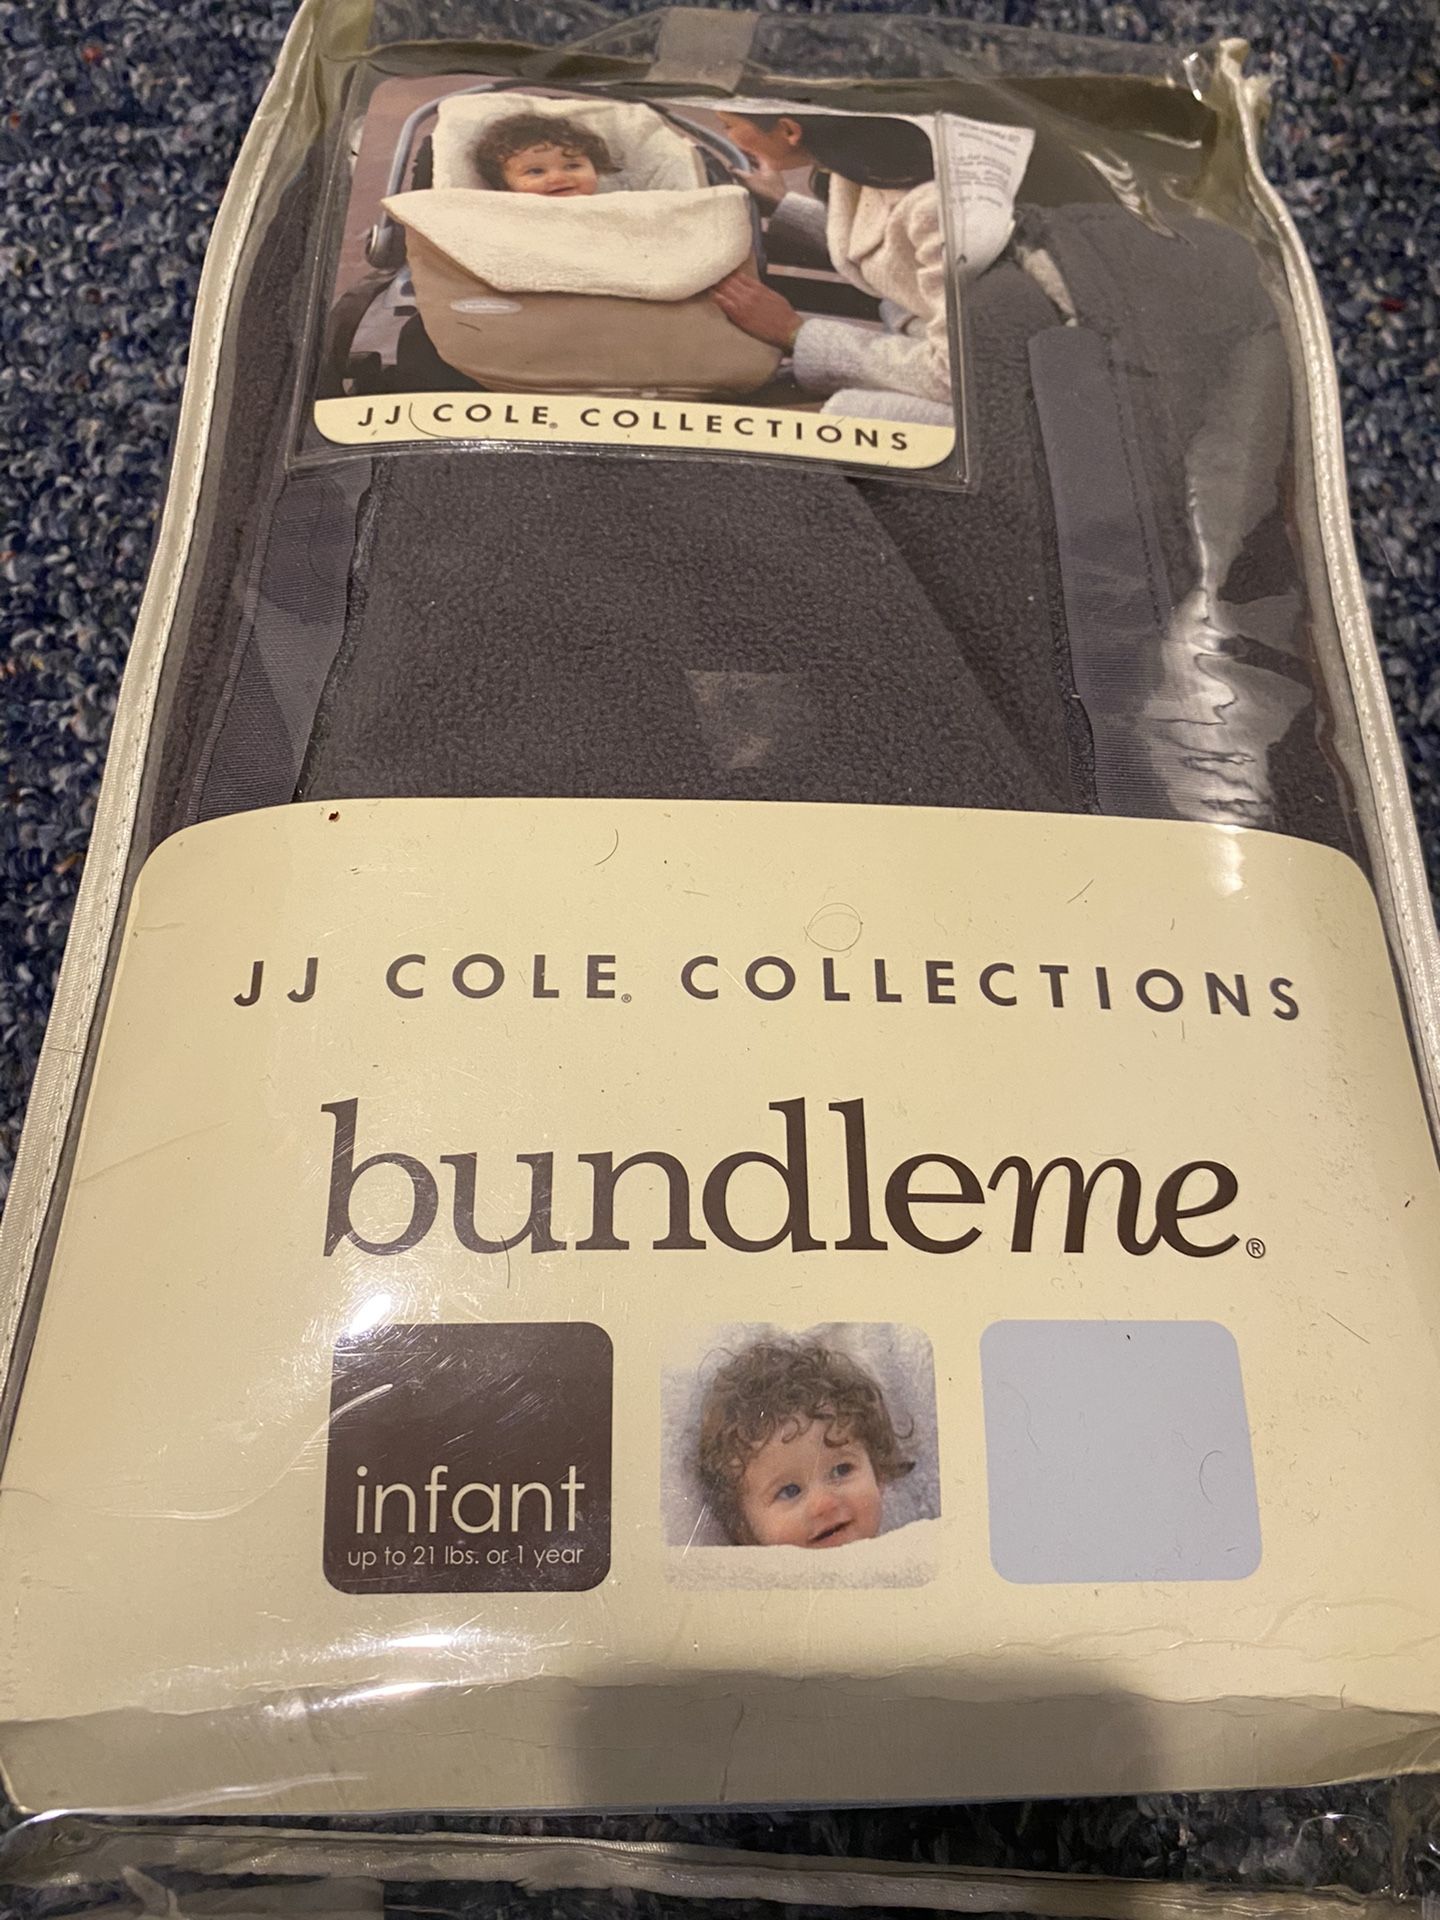 JJ COLE® COLLECTIONS
JJ COLE® COLLECTIONS
bundleme®
infant
up to 21 lbs. or 1 year